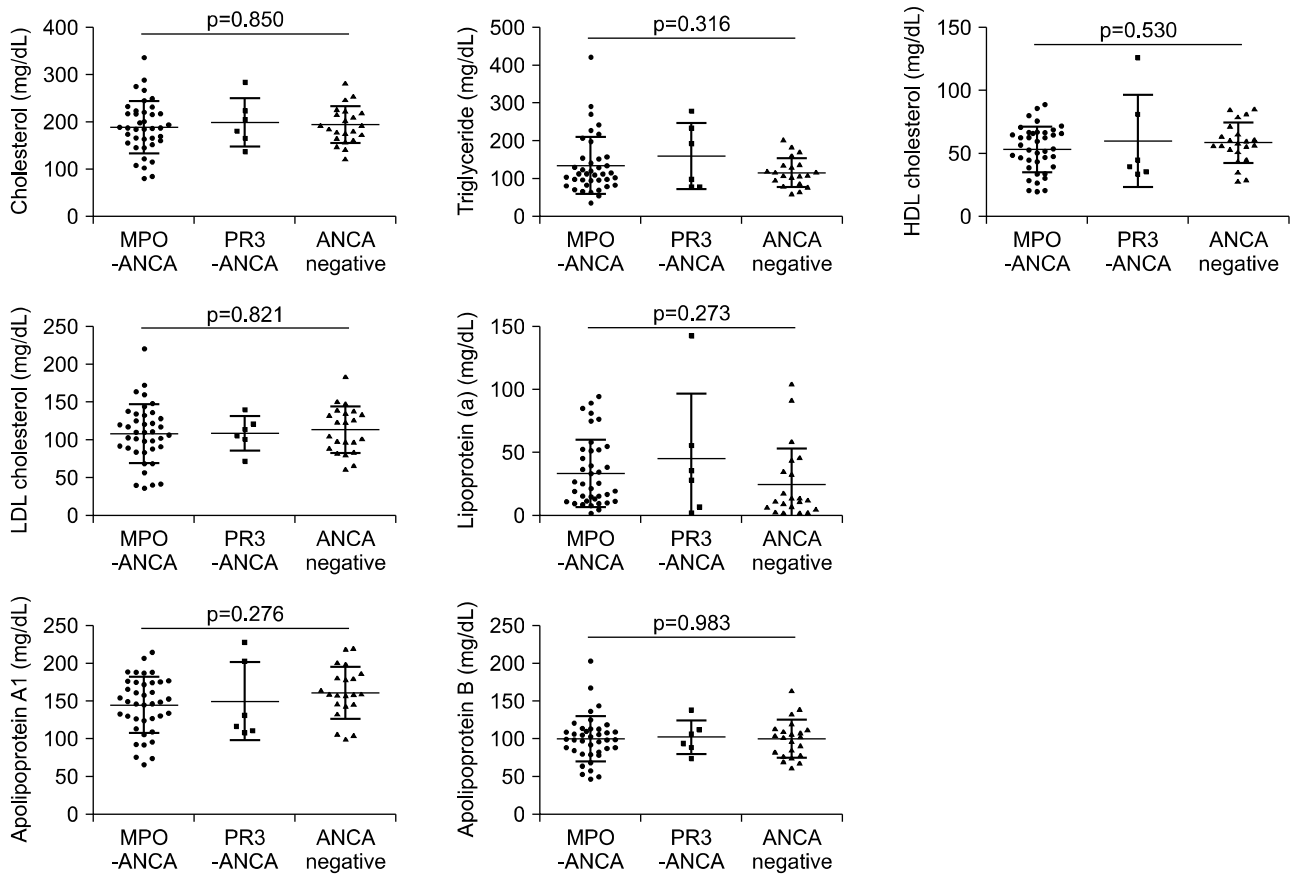 Cholesterol (mg/dL)
400
300
200
100
0
p=0.850
MPO
-ANCA
PR3
-ANCA
ANCA
negative
Triglyceride (mg/dL)
500
400
300
200
100
0
p=0.316
MPO
-ANCA
PR3
-ANCA
ANCA
negative
HDL cholesterol (mg/dL)
150
100
50
0
p=0.530
MPO
-ANCA
PR3
-ANCA
ANCA
negative
LDL cholesterol (mg/dL)
250
200
150
100
50
0
p=0.821
MPO
-ANCA
PR3
-ANCA
ANCA
negative
Lipoprotein (a) (mg/dL)
150
100
50
0
p=0.273
MPO
-ANCA
PR3
-ANCA
ANCA
negative
Apolipoprotein A1 (mg/dL)
250
200
150
100
50
0
p=0.276
MPO
-ANCA
PR3
-ANCA
ANCA
negative
Apolipoprotein B (mg/dL)
250
200
150
100
50
0
p=0.983
MPO
-ANCA
PR3
-ANCA
ANCA
negative